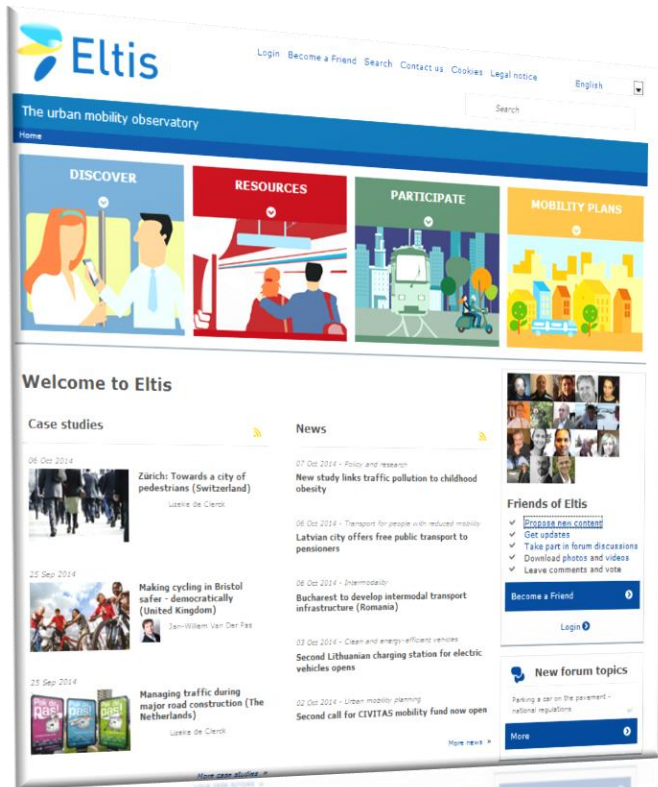 Eltis
Login Become a Friend Search Contact us Cookies Legal notice
English
Search
The urban mobility observatory
Home
DISCOVER
RESOURCES
PARTICIPATE
MOBILITY PLANS
Welcome to Eltis
Case studies
06 Oct 2014
Zürich: Towards a city of
pedestrians (Switzerland)
de Clerck
25 Sep 2014
Making cycling in Bristol
safer - democratically
(United Kingdom)
Jan-Willem Van Der Pas
25 Sep 2014
Managing traffic during
major road construction (The
Netherlands)
de Clerck
More case studies »
News
07 Oct 2014 - Policy and research
New study links traffic pollution to childhood
obesity
06 Oct 2014 - Transport for people with reduced mobility
Latvian city offers free public transport to
pensioners
06 Oct 2014 - Intermodality
Bucharest to develop intermodal transport
infrastructure (Romania)
03 Oct 2014 - Clean and energy-efficient vehicles
Second Lithuanian charging station for electric
vehicles opens
02 Oct 2014 - Urban mobility planning
Second call for CIVITAS mobility fund now open
More news »
Friends of Eltis
Propose new content
Get updates
Take part in forum discussions
Download photos and videos
Leave comments and vote
Become a Friend
Login
New forum topics
Parking a car on the pavement -
national regulations
More